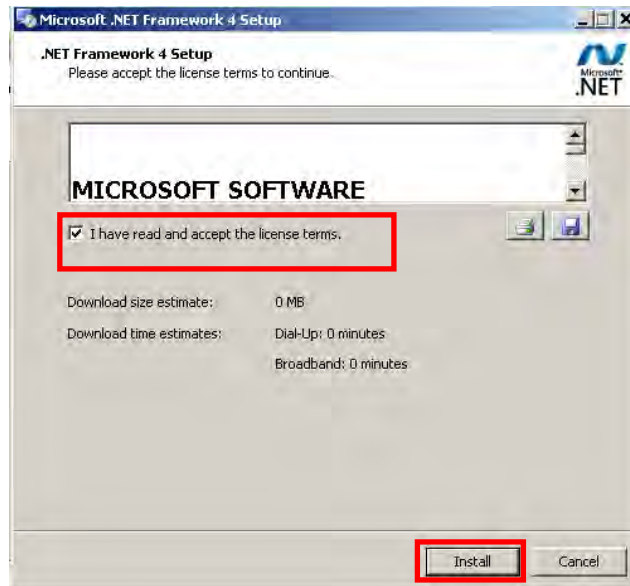 Microsoft .NET Framework 4 Setup
.NET Framework 4 Setup
Please accept the license terms to continue.
Microsoft
.NET
MICROSOFT SOFTWARE
I have read and accept the license terms.
Download size estimate: 0 MB
Download time estimates: Dial-Up: 0 minutes
Broadband: 0 minutes
Install Cancel